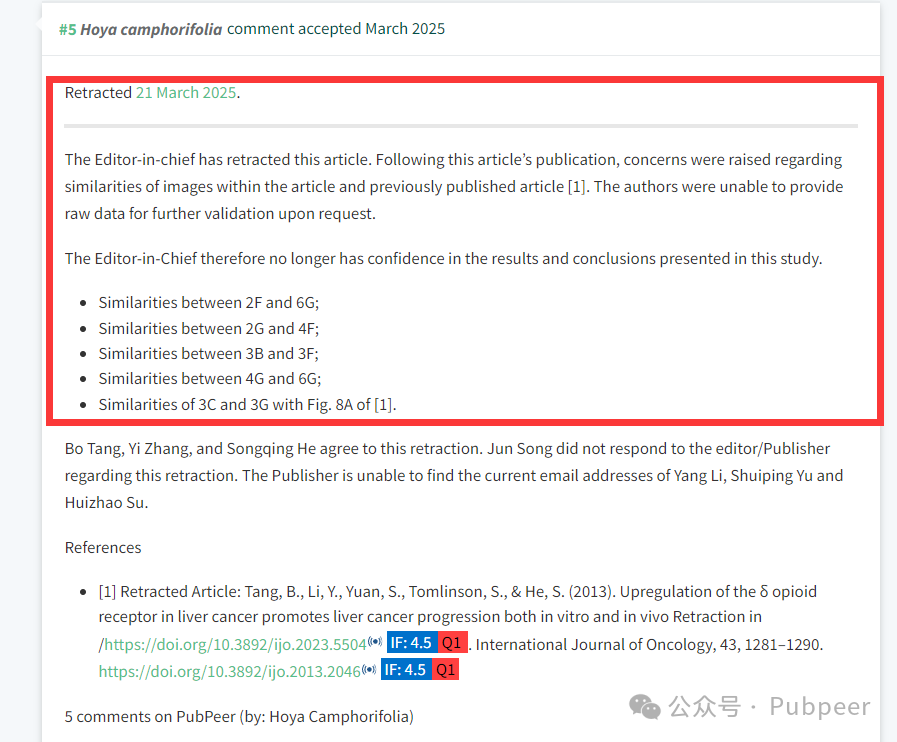 #5 Hoya camphorifolia comment accepted March 2025
Retracted 21 March 2025.
The Editor-in-chief has retracted this article. Following this article’s publication, concerns were raised regarding
similarities of images within the article and previously published article [1]. The authors were unable to provide
raw data for further validation upon request.
The Editor-in-Chief therefore no longer has confidence in the results and conclusions presented in this study.
• Similarities between 2F and 6G;
• Similarities between 2G and 4F;
• Similarities between 3B and 3F;
• Similarities between 4G and 6G;
• Similarities of 3C and 3G with Fig. 8A of [1].
Bo Tang, Yi Zhang, and Songqing He agree to this retraction. Jun Song did not respond to the editor/Publisher
regarding this retraction. The Publisher is unable to find the current email addresses of Yang Li, Shuiping Yu and
Huizhao Su.
References
• [1] Retracted Article: Tang, B., Li, Y., Yuan, S., Tomlinson, S., & He, S. (2013). Upregulation of the δ opioid
receptor in liver cancer promotes liver cancer progression both in vitro and in vivo Retraction in
/https://doi.org/10.3892/ijo.2023.5504 IF: 4.5 Q1 . International Journal of Oncology, 43, 1281–1290.
https://doi.org/10.3892/ijo.2013.2046 IF: 4.5 Q1
5 comments on PubPeer (by: Hoya Camphorifolia)
公众号 · Pubpeer